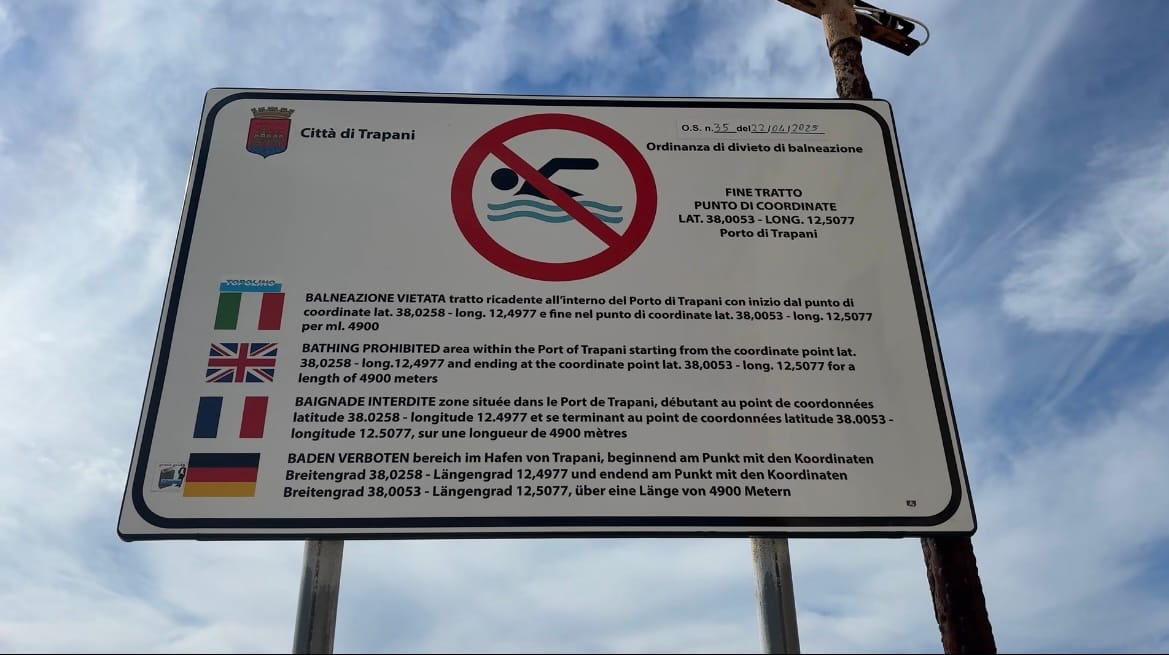 Città di Trapani
O.S. n. 35 del 22/04/2025
Ordinanza di divieto di balneazione
FINE TRATTO
PUNTO DI COORDINATE
LAT. 38,0053 - LONG. 12,5077
Porto di Trapani
TOPOLINO
BALNEAZIONE VIETATA tratto ricadente all'interno del Porto di Trapani con inizio dal punto di
coordinate lat. 38,0258 - long. 12,4977 e fine nel punto di coordinate lat. 38,0053 - long. 12,5077
per ml. 4900
BATHING PROHIBITED area within the Port of Trapani starting from the coordinate point lat.
38,0258 - long.12,4977 and ending at the coordinate point lat. 38,0053 - long. 12,5077 for a
length of 4900 meters
BAIGNADE INTERDITE zone située dans le Port de Trapani, débutant au point de coordonnées
latitude 38.0258 - longitude 12.4977 et se terminant au point de coordonnées latitude 38.0053 -
longitude 12.5077, sur une longueur de 4900 mètres
BADEN VERBOTEN bereich im Hafen von Trapani, beginnend am Punkt mit den Koordinaten
Breitengrad 38,0258 - Längengrad 12,4977 und endend am Punkt mit den Koordinaten
Breitengrad 38,0053 - Längengrad 12,5077, über eine Länge von 4900 Metern